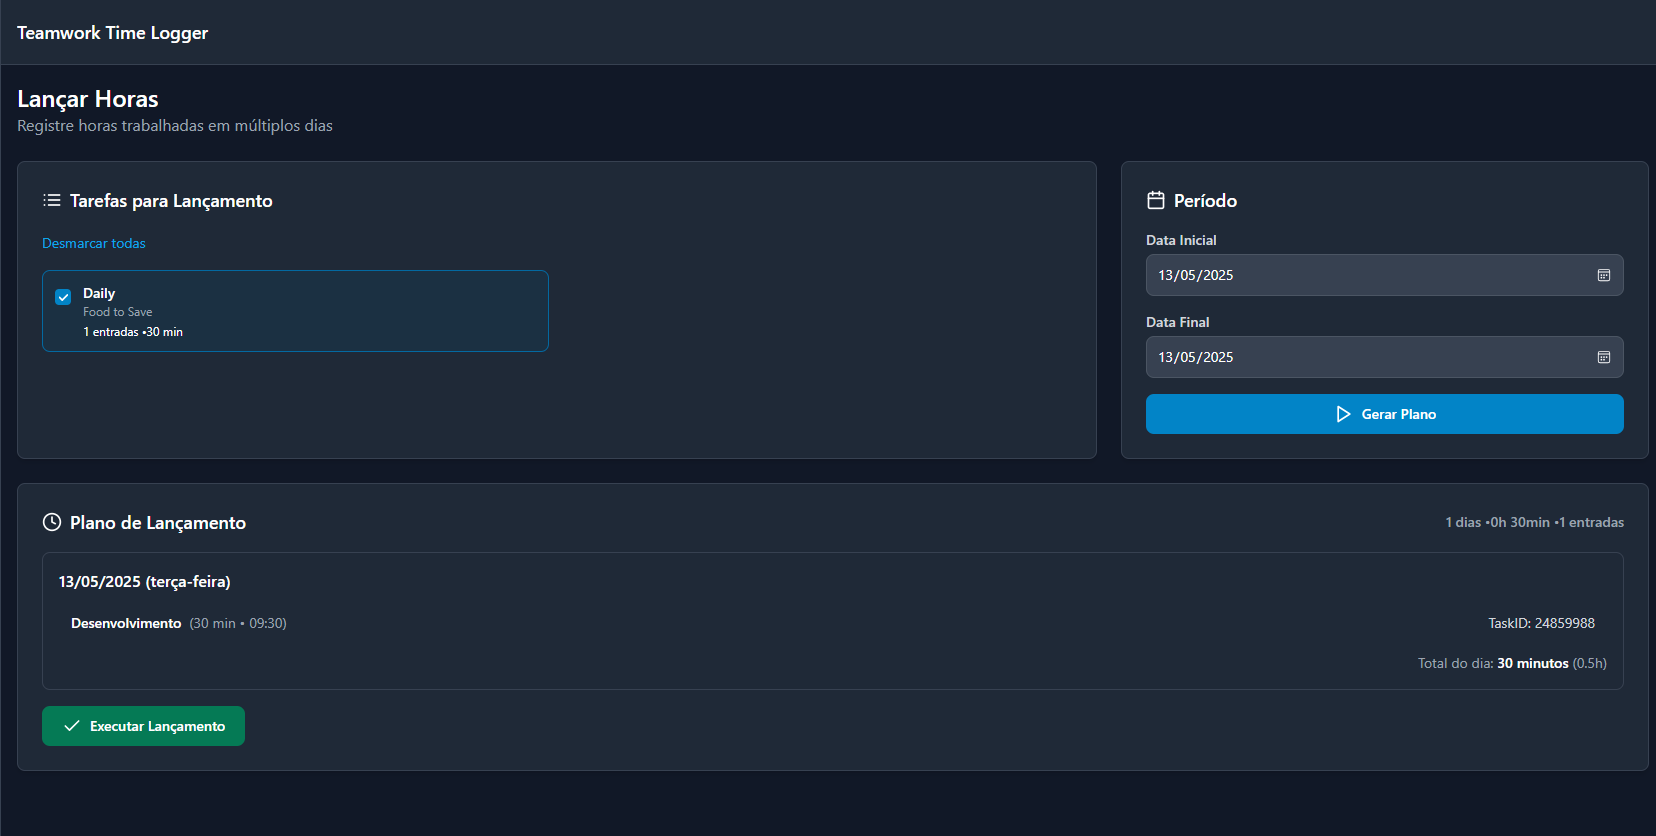 Teamwork Time Logger
Lançar Horas
Registre horas trabalhadas em múltiplos dias
Tarefas para Lançamento
Desmarcar todas
Daily
Food to Save
1 entradas •30 min
Período
Data Inicial
13/05/2025
Data Final
13/05/2025
Gerar Plano
Plano de Lançamento
1 dias •0h 30min •1 entradas
13/05/2025 (terça-feira)
Desenvolvimento (30 min • 09:30)
TaskID: 24859988
Total do dia: 30 minutos (0.5h)
Executar Lançamento